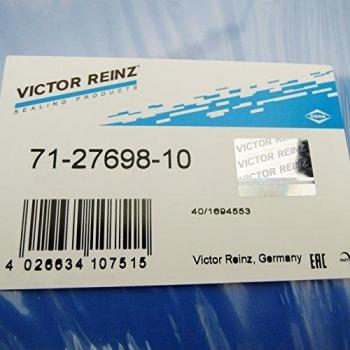 VICTOR REINZ
SEALING PRODUCTS
DANA
71-27698-10
VICTOR REINZ
VICTOR REINZ
VICTOR REINZ
40/1694553
4 026634 107515
Victor Reinz, Germany
EAC